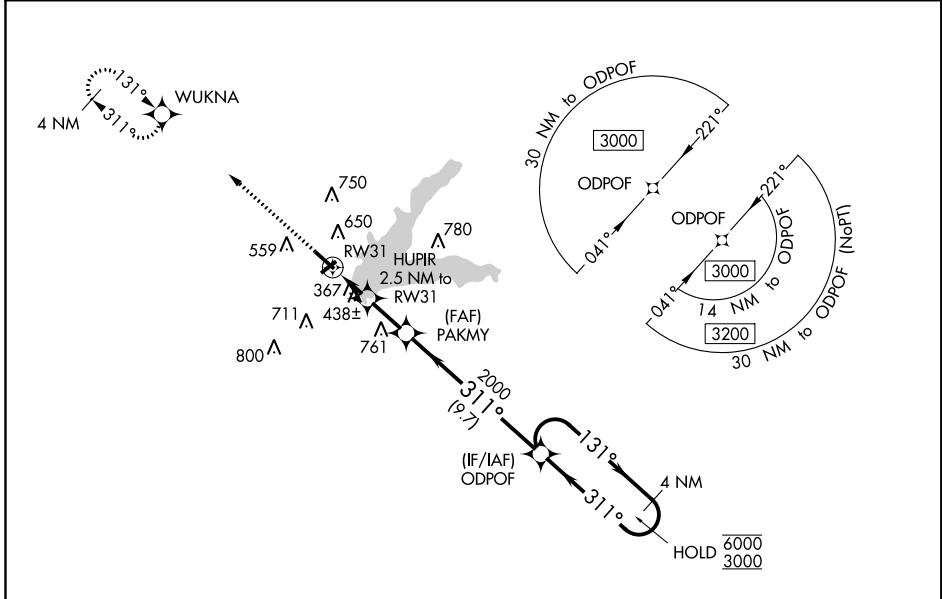 131°
311°
4 NM
WUKNA
30 NM to ODPOF
3000
221°
ODPOF
041°
221°
ODPOF
041°
3000
14 NM to ODPOF
3200
30 NM to ODPOF (NoPT)
750
650
780
559
RW31
HUPIR
2.5 NM to
RW31
367
438±
711
800
761
(FAF)
PAKMY
2000
311°
(9.7)
(IF/IAF)
ODPOF
131°
311°
4 NM
HOLD
6000
3000